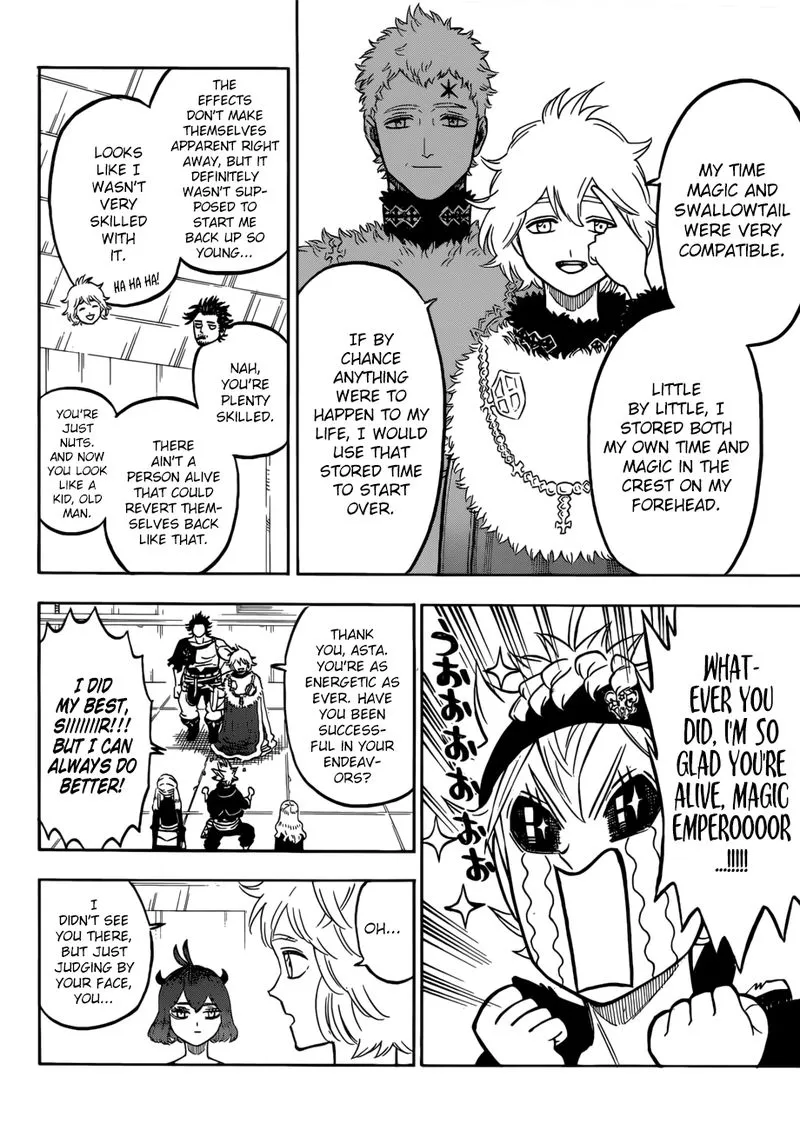 MY TIME
MAGIC AND
SWALLOWTAIL
WERE VERY
COMPATIBLE.
LITTLE
BY LITTLE, I
STORED BOTH
MY OWN TIME AND
MAGIC IN THE
CREST ON MY
FOREHEAD.
IF BY
CHANCE
ANYTHING
WERE TO
HAPPEN TO MY
LIFE, I WOULD
USE THAT
STORED TIME
TO START
OVER.
THE
EFFECTS
DON'T MAKE
THEMSELVES
APPARENT RIGHT
AWAY, BUT IT
DEFINITELY
WASN'T SUP-
POSED TO
START ME
BACK UP SO
YOUNG...
LOOKS
LIKE I
WASN'T
VERY
SKILLED
WITH
IT.
HA HA HA!
NAH,
YOU'RE
PLENTY
SKILLED.
THERE
AIN'T A
PERSON ALIVE
THAT COULD
REVERT THEM-
SELVES BACK
LIKE THAT.
YOU'RE
JUST
NUTS.
AND NOW
YOU LOOK
LIKE A
KID, OLD
MAN.
WHAT-
EVER YOU
DID, I'M SO
GLAD YOU'RE
ALIVE, MAGIC
EMPEROOOOR
...!!!!!
うおおおおおお
THANK
YOU, ASTA.
YOU'RE AS
ENERGETIC AS
EVER. HAVE
YOU BEEN
SUCCESS-
FUL IN YOUR
ENDEAV-
ORS?
I DID
MY BEST,
SIIIIIIIR!!!
BUT I CAN
ALWAYS DO
BETTER!
OH...
I
DIDN'T SEE
YOU THERE,
BUT JUST
JUDGING BY
YOUR FACE,
YOU...